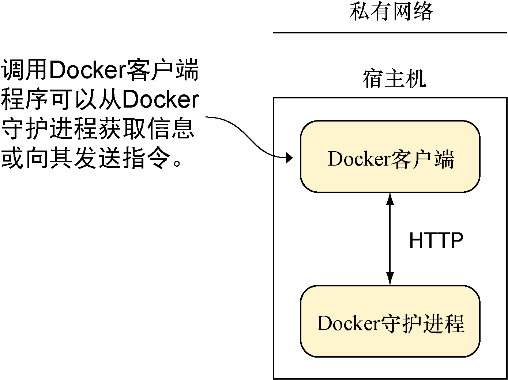 私有网络
宿主机
调用Docker客户端
程序可以从Docker
守护进程获取信息
或向其发送指令。
Docker客户端
HTTP
Docker守护进程